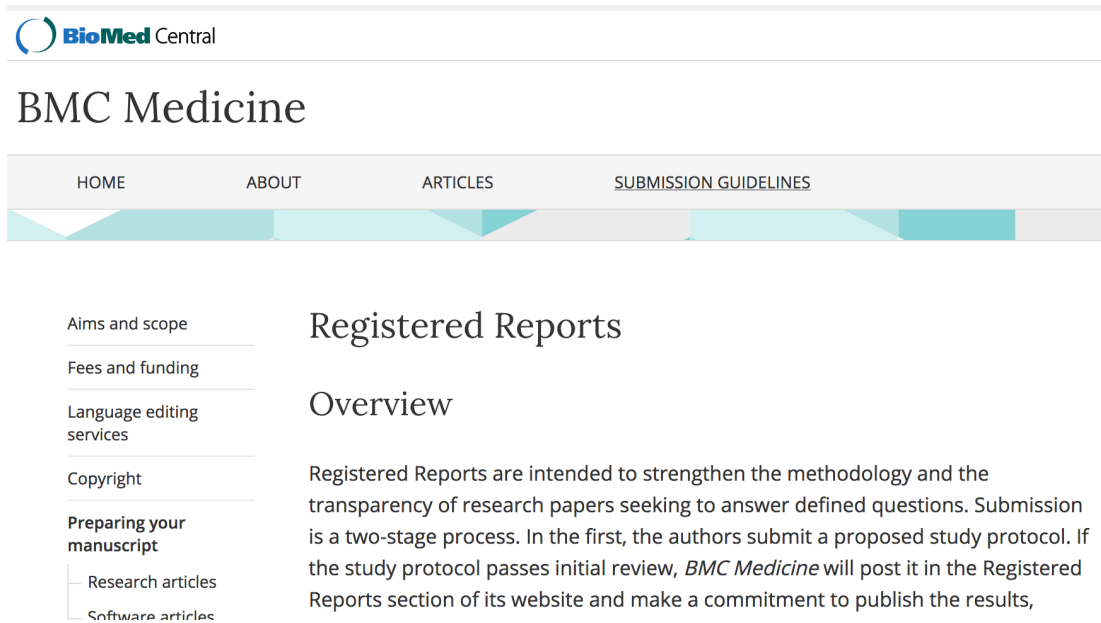 BioMed Central
BMC Medicine
HOME ABOUT ARTICLES SUBMISSION GUIDELINES
Aims and scope
Fees and funding
Language editing
services
Copyright
Preparing your
manuscript
Research articles
Software articles
Registered Reports
Overview
Registered Reports are intended to strengthen the methodology and the
transparency of research papers seeking to answer defined questions. Submission
is a two-stage process. In the first, the authors submit a proposed study protocol. If
the study protocol passes initial review, BMC Medicine will post it in the Registered
Reports section of its website and make a commitment to publish the results,